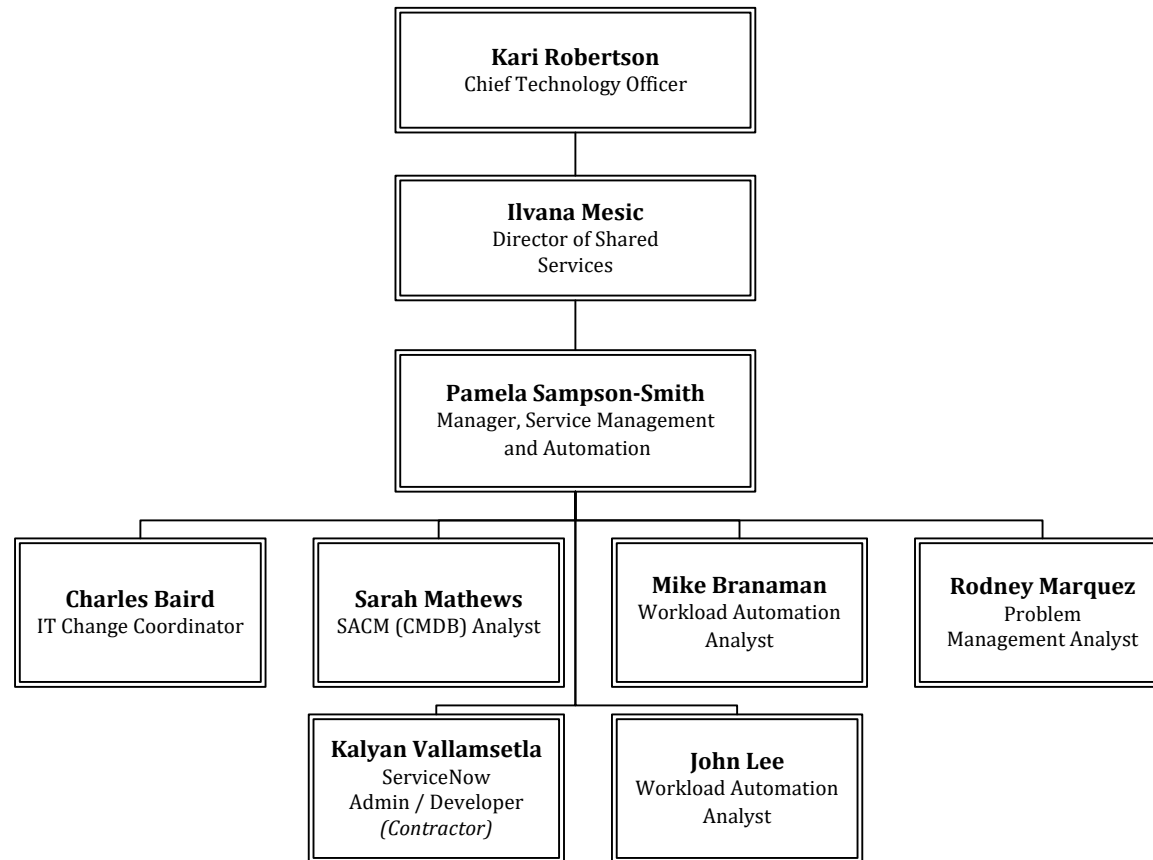 Kari Robertson
Chief Technology Officer
Ilvana Mesic
Director of Shared
Services
Pamela Sampson-Smith
Manager, Service Management
and Automation
Charles Baird
IT Change Coordinator
Sarah Mathews
SACM (CMDB) Analyst
Mike Branaman
Workload Automation
Analyst
Rodney Marquez
Problem
Management Analyst
Kalyan Vallamsetla
ServiceNow
Admin / Developer
(Contractor)
John Lee
Workload Automation
Analyst